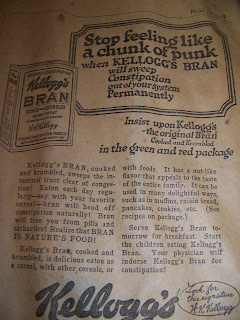 Stop feeling like
a chunk of punk
when KELLOGG'S BRAN
will sweep
Constipation
out of your system
Permanently
Kellogg's
BRAN
COOKED
AND KRUMBLED
Insist upon Kellogg's
-the original Bran
Cooked and Krumbled
in the green and red package
Kellogg's BRAN, cooked
and krumbled, sweeps the in-
testinal tract clear of conges-
tion! Eaten each day regu-
larly—say with your favorite
cereal—bran will head off
constipation naturally! Bran
will free you from pills and
cathartics! Realize that BRAN
IS NATURE'S FOOD!
Kellogg's Bran, cooked and
krumbled, is delicious eaten as
a cereal, with other cereals, or
with food. It has a nut-like
flavor that appeals to the taste
of the entire family. It can be
used in many delightful ways,
such as in muffins, raisin bread,
pancakes, cookies, etc. (See
recipes on package.)
Serve Kellogg's Bran to-
morrow for breakfast. Start
the children eating Kellogg's
Bran. Your physician will
indorse Kellogg's Bran for
constipation!
Kellogg's
Look for
this signature
W.K. Kellogg